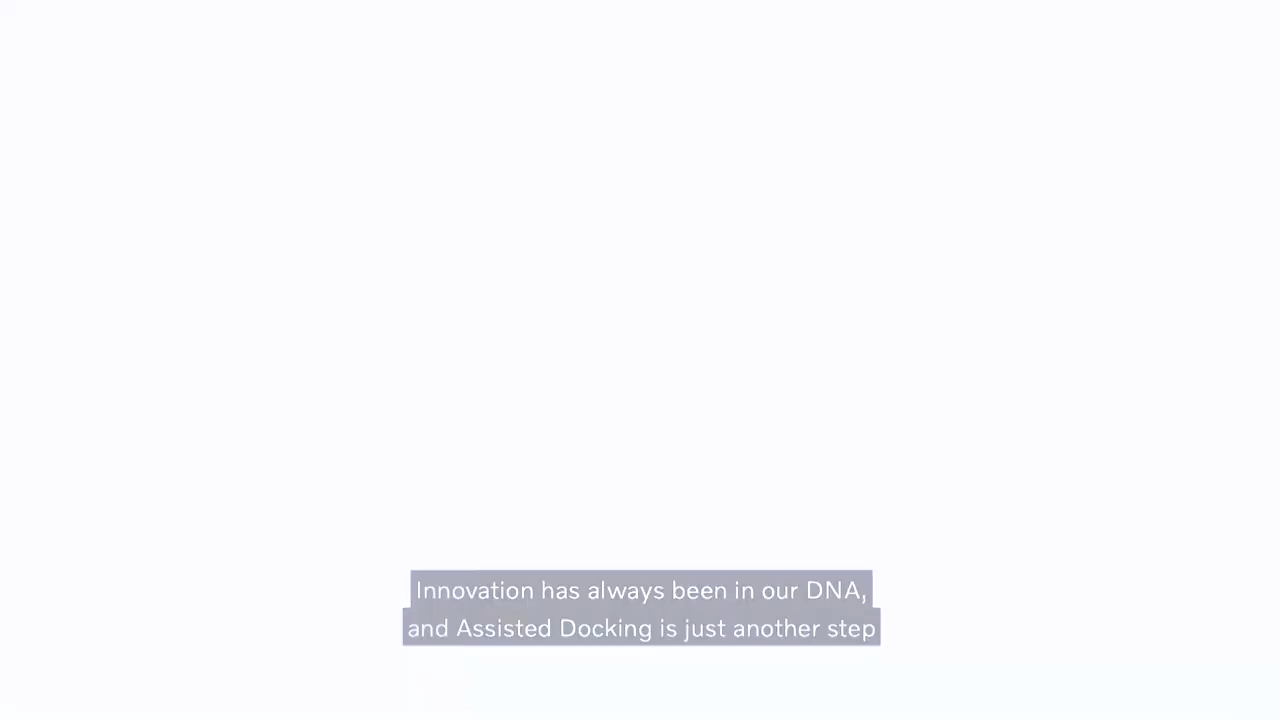 Innovation has always been in our DNA,
and Assisted Docking is just another step